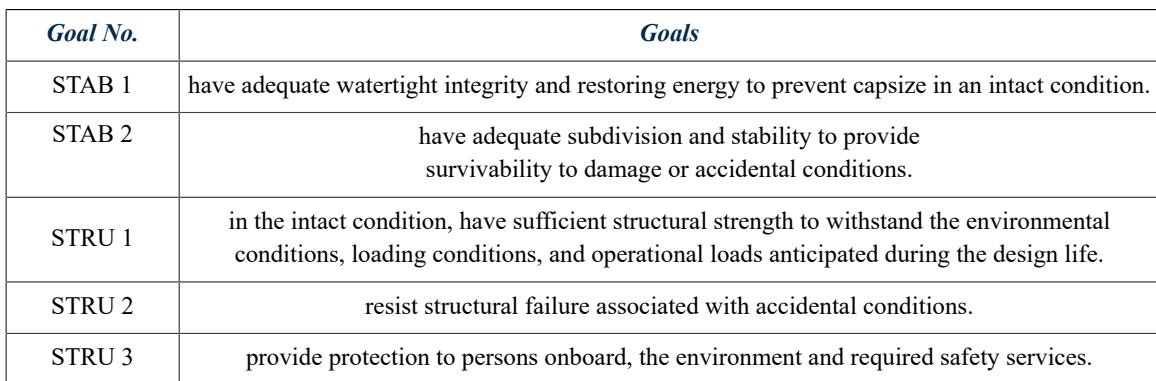 Goal No. Goals
STAB 1 have adequate watertight integrity and restoring energy to prevent capsize in an intact condition.
STAB 2 have adequate subdivision and stability to provide
survivability to damage or accidental conditions.
in the intact condition, have sufficient structural strength to withstand the environmental
STRU 1
conditions, loading conditions, and operational loads anticipated during the design life.
STRU 2 resist structural failure associated with accidental conditions.
STRU 3 provide protection to persons onboard, the environment and required safety services.